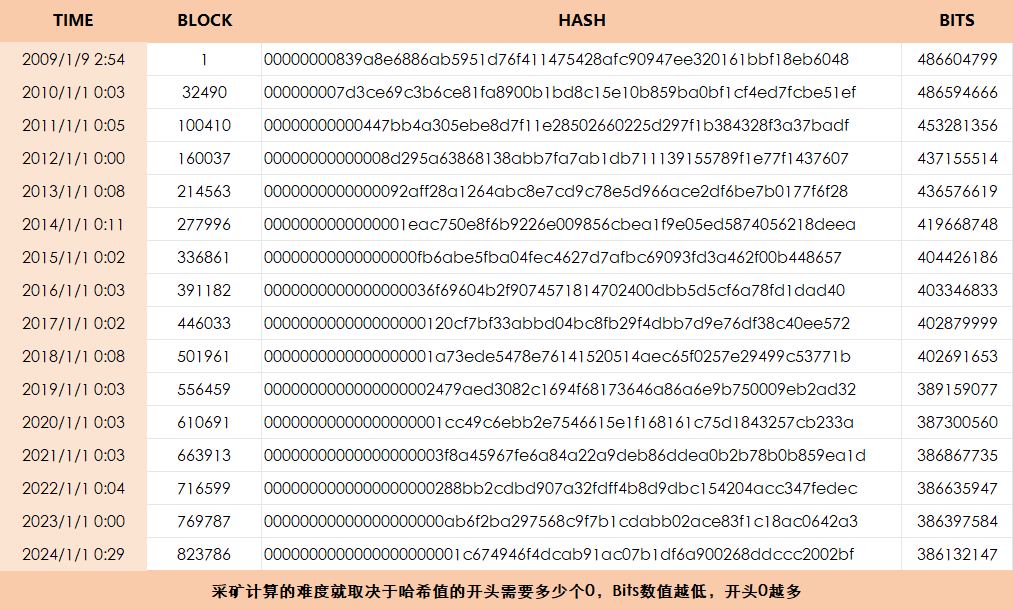 TIME BLOCK HASH BITS
2009/1/9 2:54 1 00000000839a8e6886ab5951d76f411475428afc90947ee320161bbf18eb6048 486604799
2010/1/1 0:03 32490 000000007d3ce69c3b6ce81fa8900b1bd8c15e10b859ba0bf1cf4ed7fcbe51ef 486594666
2011/1/1 0:05 100410 00000000000447bb4a305ebe8d7f11e28502660225d297f1b384328f3a37badf 453281356
2012/1/1 0:00 160037 00000000000008d295a63868138abb7fa7ab1db711139155789f1e77f1437607 437155514
2013/1/1 0:08 214563 0000000000000092aff28a1264abc8e7cd9c78e5d966ace2df6be7b0177f6f28 436576619
2014/1/1 0:11 277996 0000000000000001eac750e8f6b9226e009856cbea1f9e05ed5874056218deea 419668748
2015/1/1 0:02 336861 00000000000000000fb6abe5fba04fec4627d7afbc69093fd3a462f00b448657 404426186
2016/1/1 0:03 391182 0000000000000000036f69604b2f9074571814702400dbb5d5cf6a78fd1dad40 403346833
2017/1/1 0:02 446033 000000000000000000120cf7bf33abbd04bc8fb29f4dbb7d9e76df38c40ee572 402879999
2018/1/1 0:08 501961 0000000000000000001a73ede5478e76141520514aec65f0257e29499c53771b 402691653
2019/1/1 0:03 556459 0000000000000000002479aed3082c1694f68173646a86a6e9b750009eb2ad32 389159077
2020/1/1 0:03 610691 00000000000000000001cc49c6ebb2e7546615e1f168161c75d1843257cb233a 387300560
2021/1/1 0:03 663913 00000000000000000003f8a45967fe6a84a22a9deb86ddea0b2b78b0b859ea1d 386867735
2022/1/1 0:04 716599 0000000000000000000288bb2cdbd907a32fdff4b8d9dbc154204acc347fedec 386635947
2023/1/1 0:00 769787 00000000000000000000ab6f2ba297568c9f7b1cdabb02ace83f1c18ac0642a3 386397584
2024/1/1 0:29 823786 0000000000000000000001c674946f4dcab91ac07b1df6a900268ddccc2002bf 386132147
采矿计算的难度就取决于哈希值的开头需要多少个0，Bits数值越低，开头0越多